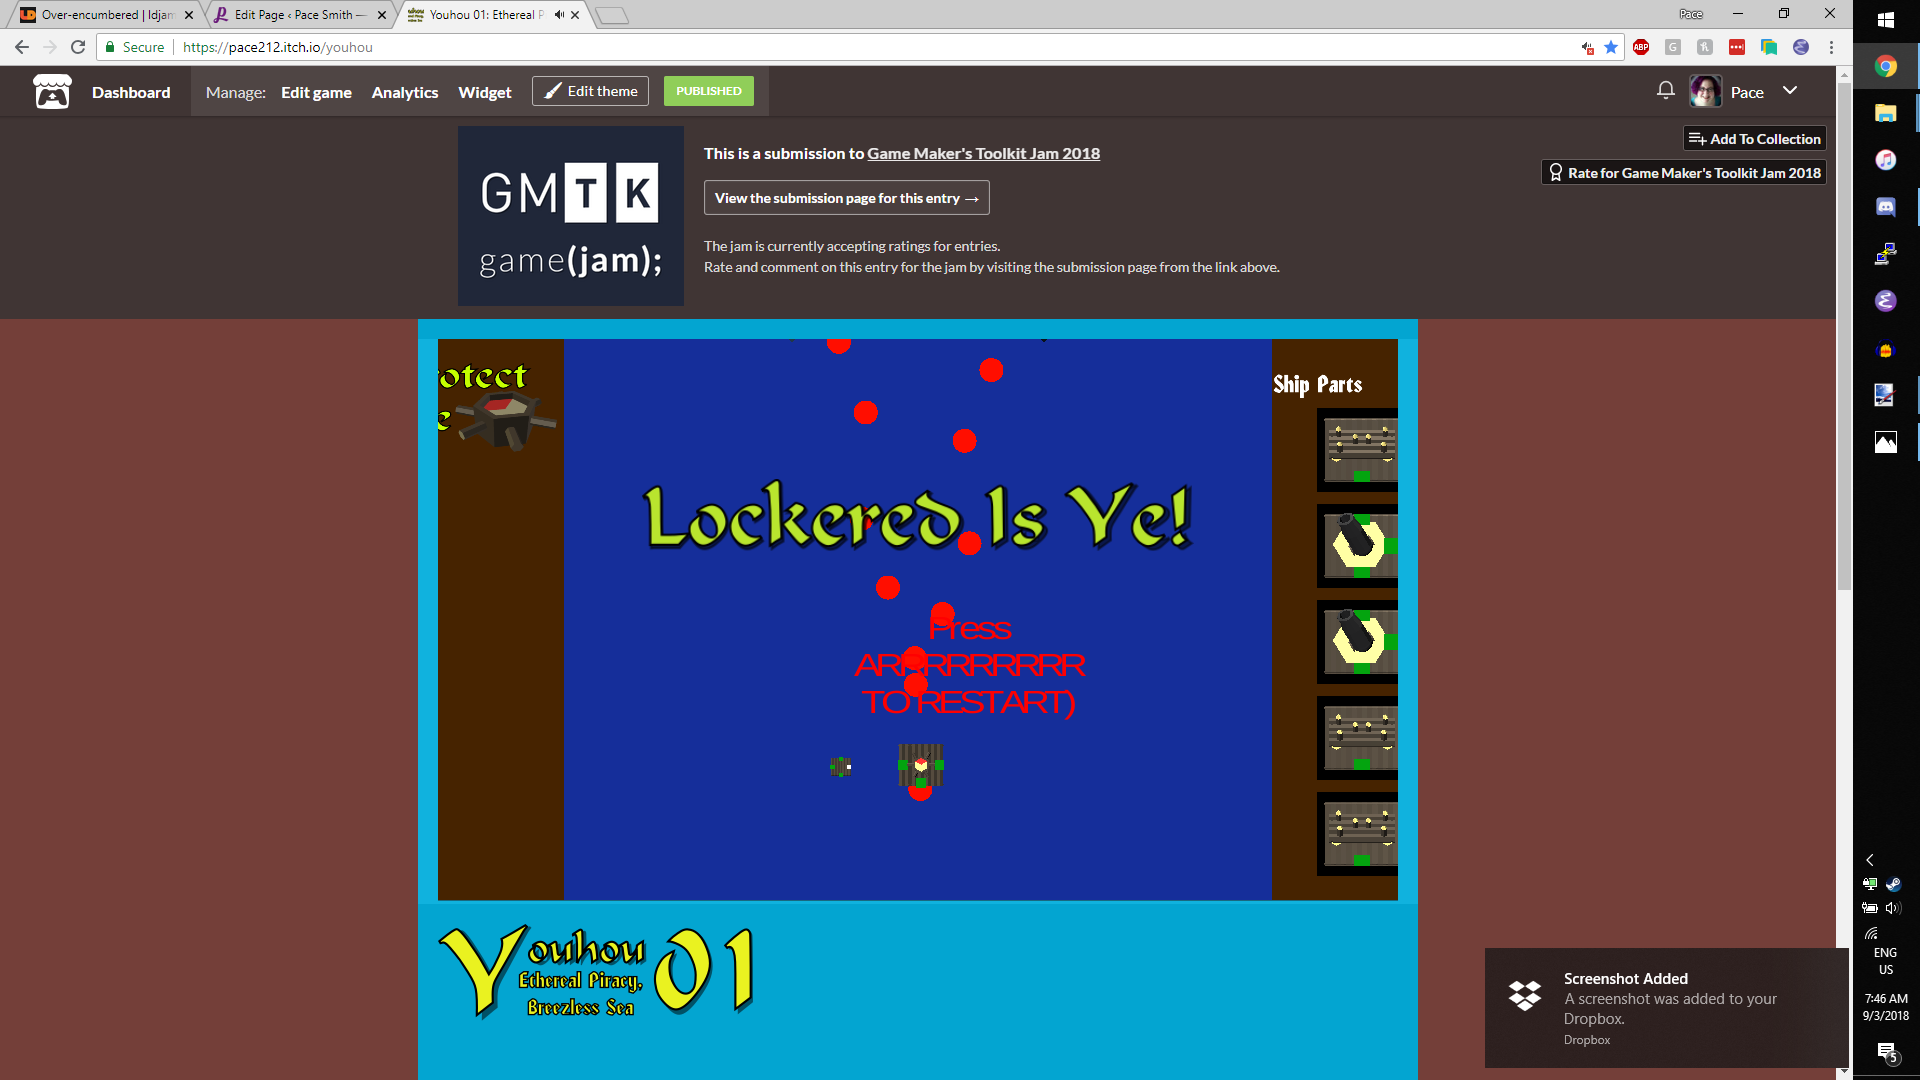 Over-encumbered | ldjam
Edit Page ‹ Pace Smith —
Youhou 01: Ethereal P
Pace
Secure
https://pace212.itch.io/youhou
ABP
Dashboard
Manage:
Edit game
Analytics
Widget
Edit theme
PUBLISHED
Pace
GMTK
game(jam);
This is a submission to Game Maker's Toolkit Jam 2018
View the submission page for this entry →
The jam is currently accepting ratings for entries.
Rate and comment on this entry for the jam by visiting the submission page from the link above.
Add To Collection
Rate for Game Maker's Toolkit Jam 2018
otect
e
Ship Parts
Lockered Is Ye!
Press
ARRRRRRRRR
TO RESTART)
Youhou 01
Ethereal Piracy,
Breezless Sea
Screenshot Added
A screenshot was added to your
Dropbox.
Dropbox
ENG
US
7:46 AM
9/3/2018
5